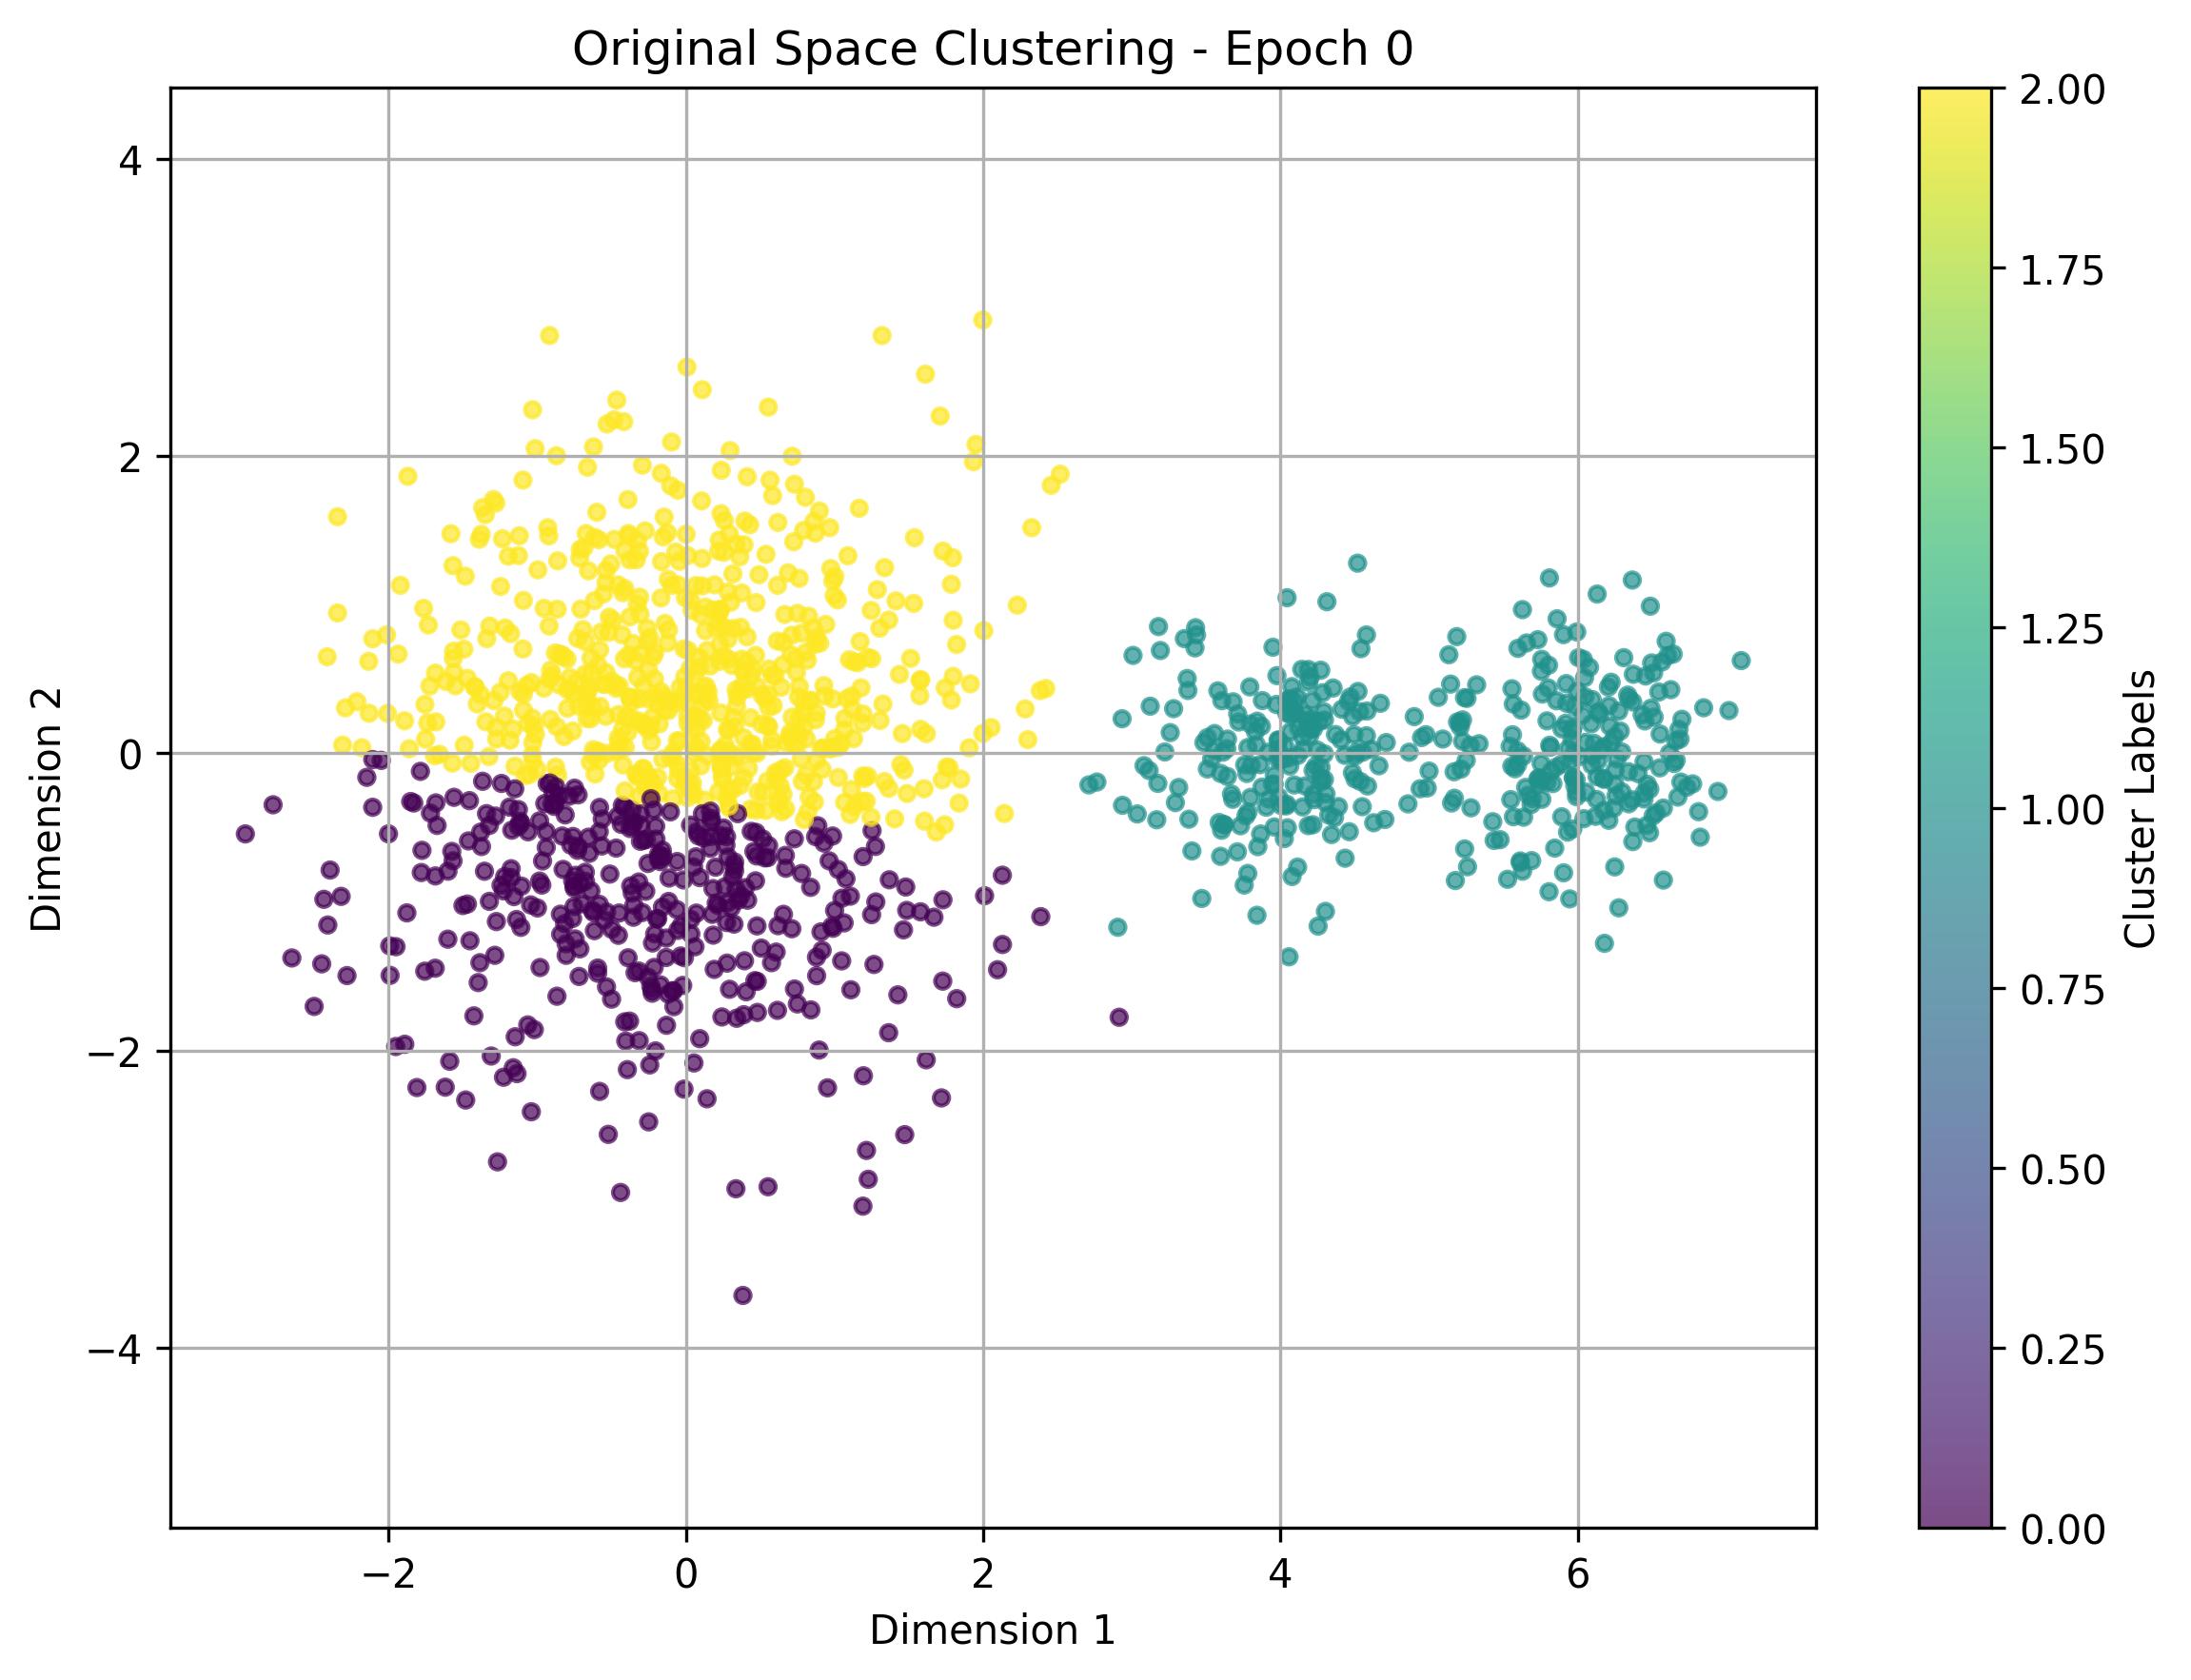 Original Space Clustering - Epoch 0
4
2
0
−2
−4
Dimension 2
−2 0 2 4 6
Dimension 1
2.00
1.75
1.50
1.25
1.00
0.75
0.50
0.25
0.00
Cluster Labels